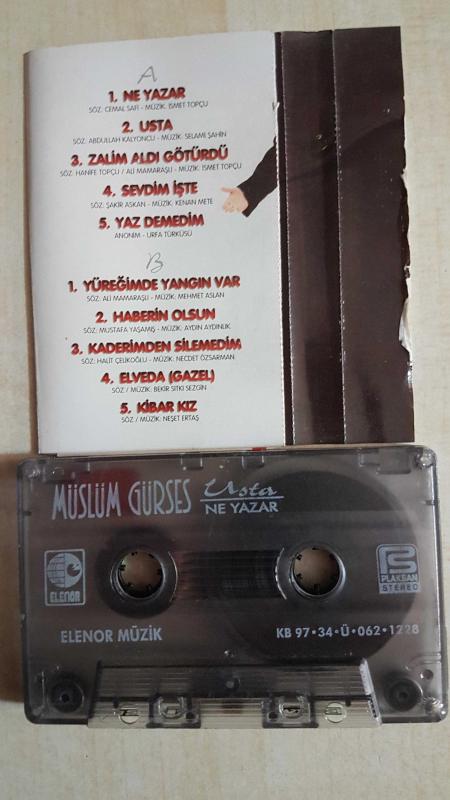 A
1. NE YAZAR
SÖZ: CEMAL SAFİ - MÜZİK: İSMET TOPÇU
2. USTA
SÖZ: ABDULLAH KALYONCU - MÜZİK: SELAMİ ŞAHİN
3. ZALİM ALDI GÖTÜRDÜ
SÖZ: HANİFE TOPÇU / ALİ MAMARAŞLI - MÜZİK: İSMET TOPÇU
4. SEVDİM İŞTE
SÖZ: ŞAKİR ASKAN - MÜZİK: KENAN METE
5. YAZ DEMEDİM
ANONİM - URFA TÜRKÜSÜ
B
1. YÜREĞİMDE YANGIN VAR
SÖZ: ALİ MAMARAŞLI - MÜZİK: MEHMET ASLAN
2. HABERİN OLSUN
SÖZ: MUSTAFA YAŞAMIŞ - MÜZİK: AYDIN AYDINLIK
3. KADERİMDEN SİLEMEDİM
SÖZ: HALİT ÇELİKOĞLU - MÜZİK: NECDET ÖZSARMAN
4. ELVEDA (GAZEL)
SÖZ / MÜZİK: BEKİR SITKI SEZGİN
5. KİBAR KIZ
SÖZ / MÜZİK: NEŞET ERTAŞ
MÜSLÜM GÜRSES Usta
NE YAZAR
ELENOR
PLAKSAN
STEREO
ELENOR MÜZİK
KB 97•34•Ü•062•1228